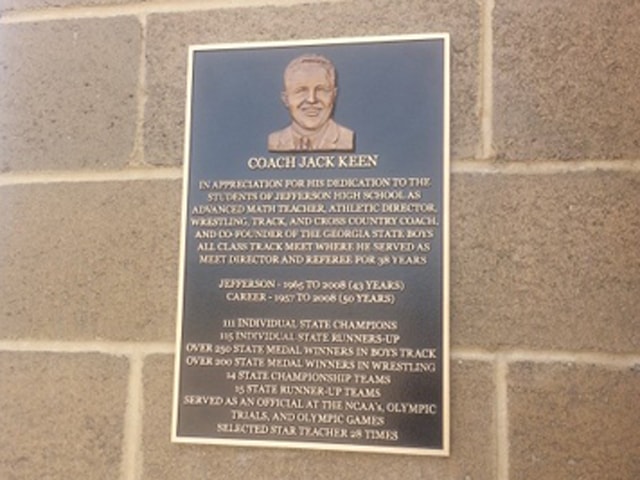 COACH JACK KEEN
IN APPRECIATION FOR HIS DEDICATION TO THE
STUDENTS OF JEFFERSON HIGH SCHOOL AS
ADVANCED MATH TEACHER, ATHLETIC DIRECTOR,
WRESTLING, TRACK, AND CROSS COUNTRY COACH,
AND CO-FOUNDER OF THE GEORGIA STATE BOYS
ALL CLASS TRACK MEET WHERE HE SERVED AS
MEET DIRECTOR AND REFEREE FOR 38 YEARS
JEFFERSON - 1965 TO 2008 (43 YEARS)
CAREER - 1957 TO 2008 (50 YEARS)
111 INDIVIDUAL STATE CHAMPIONS
115 INDIVIDUAL STATE RUNNERS-UP
OVER 250 STATE MEDAL WINNERS IN BOYS TRACK
OVER 200 STATE MEDAL WINNERS IN WRESTLING
14 STATE CHAMPIONSHIP TEAMS
15 STATE RUNNER-UP TEAMS
SERVED AS AN OFFICIAL AT THE NCAA's, OLYMPIC
TRIALS, AND OLYMPIC GAMES
SELECTED STAR TEACHER 28 TIMES